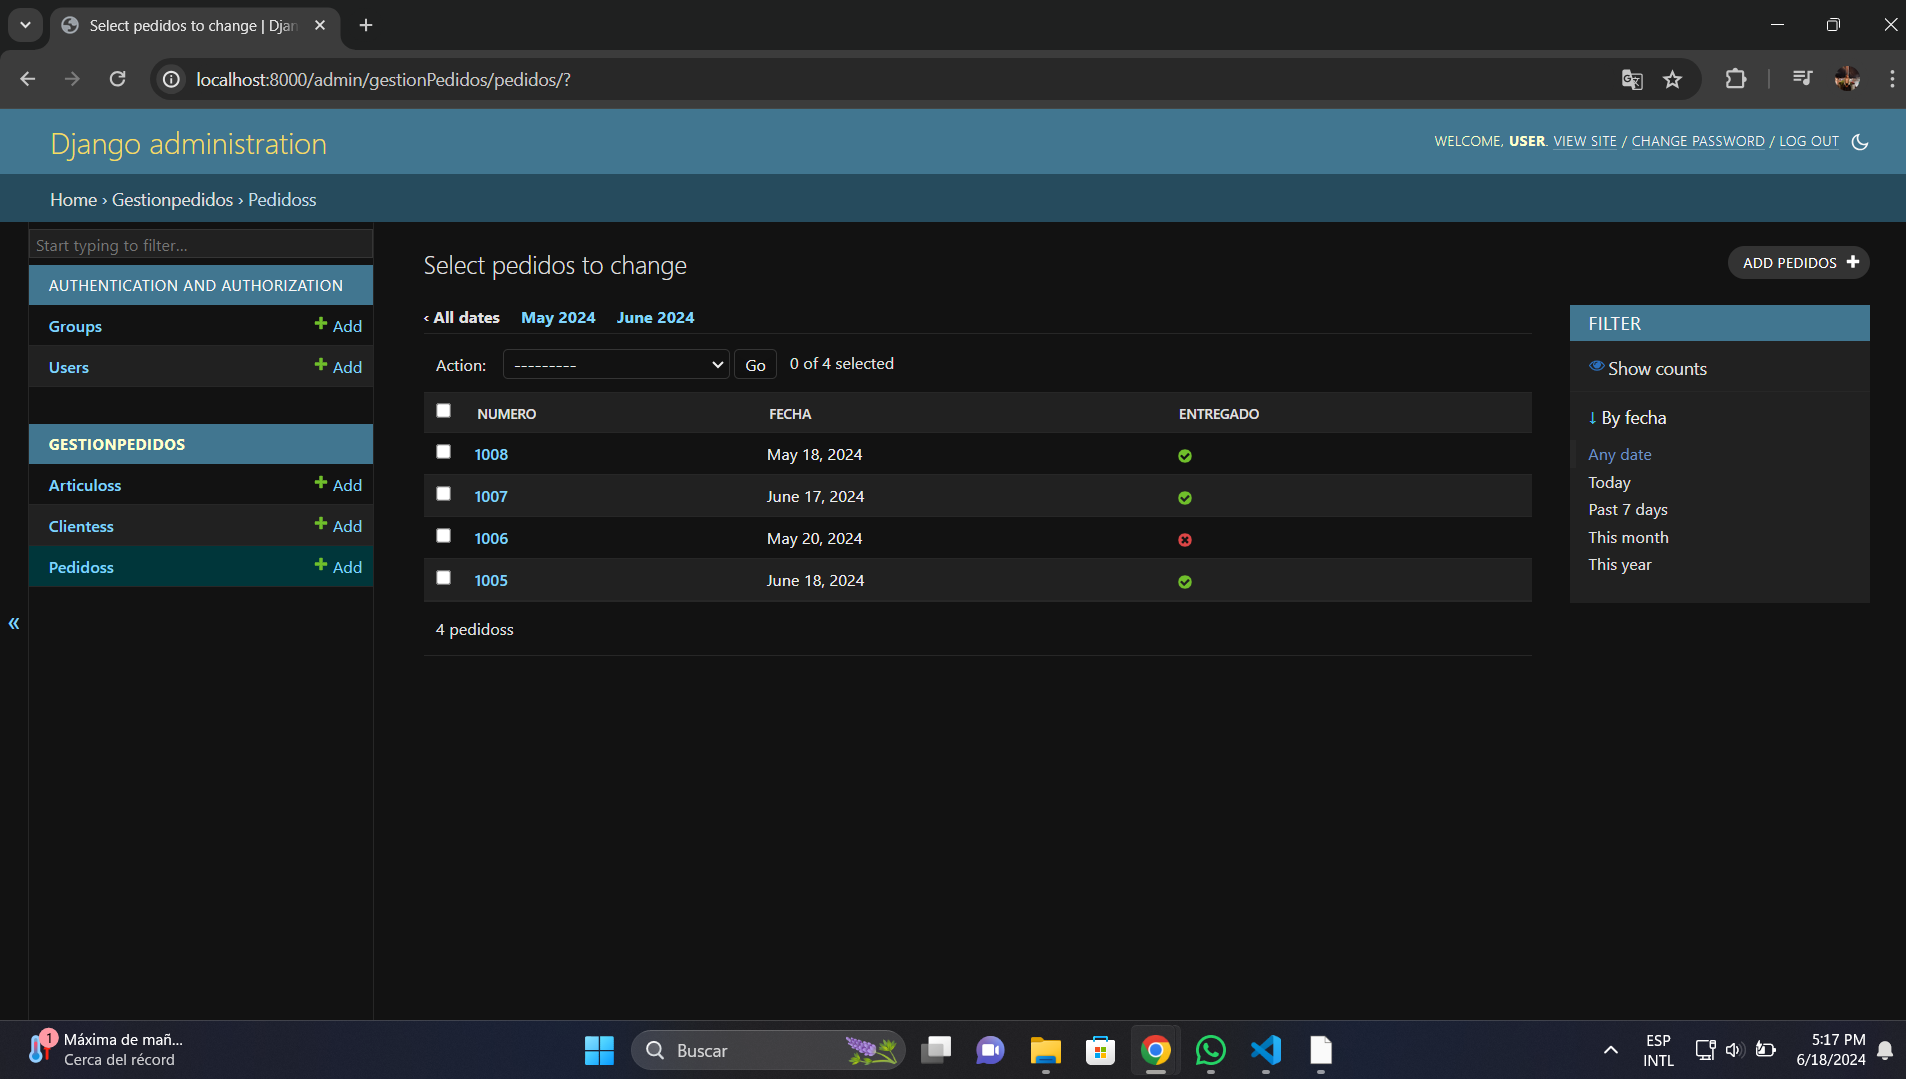 Select pedidos to change | Djan
localhost:8000/admin/gestionPedidos/pedidos/?
Django administration
WELCOME, USER. VIEW SITE / CHANGE PASSWORD / LOG OUT
Home › Gestionpedidos › Pedidoss
Start typing to filter...
AUTHENTICATION AND AUTHORIZATION
Groups Add
Users Add
GESTIONPEDIDOS
Articuloss Add
Clientess Add
Pedidoss Add
«
Select pedidos to change
ADD PEDIDOS
‹ All dates May 2024 June 2024
Action: --------- Go 0 of 4 selected
NUMERO FECHA ENTREGADO
1008 May 18, 2024
1007 June 17, 2024
1006 May 20, 2024
1005 June 18, 2024
4 pedidoss
FILTER
Show counts
↓ By fecha
Any date
Today
Past 7 days
This month
This year
1
Máxima de mañ...
Cerca del récord
Buscar
ESP
INTL
5:17 PM
6/18/2024